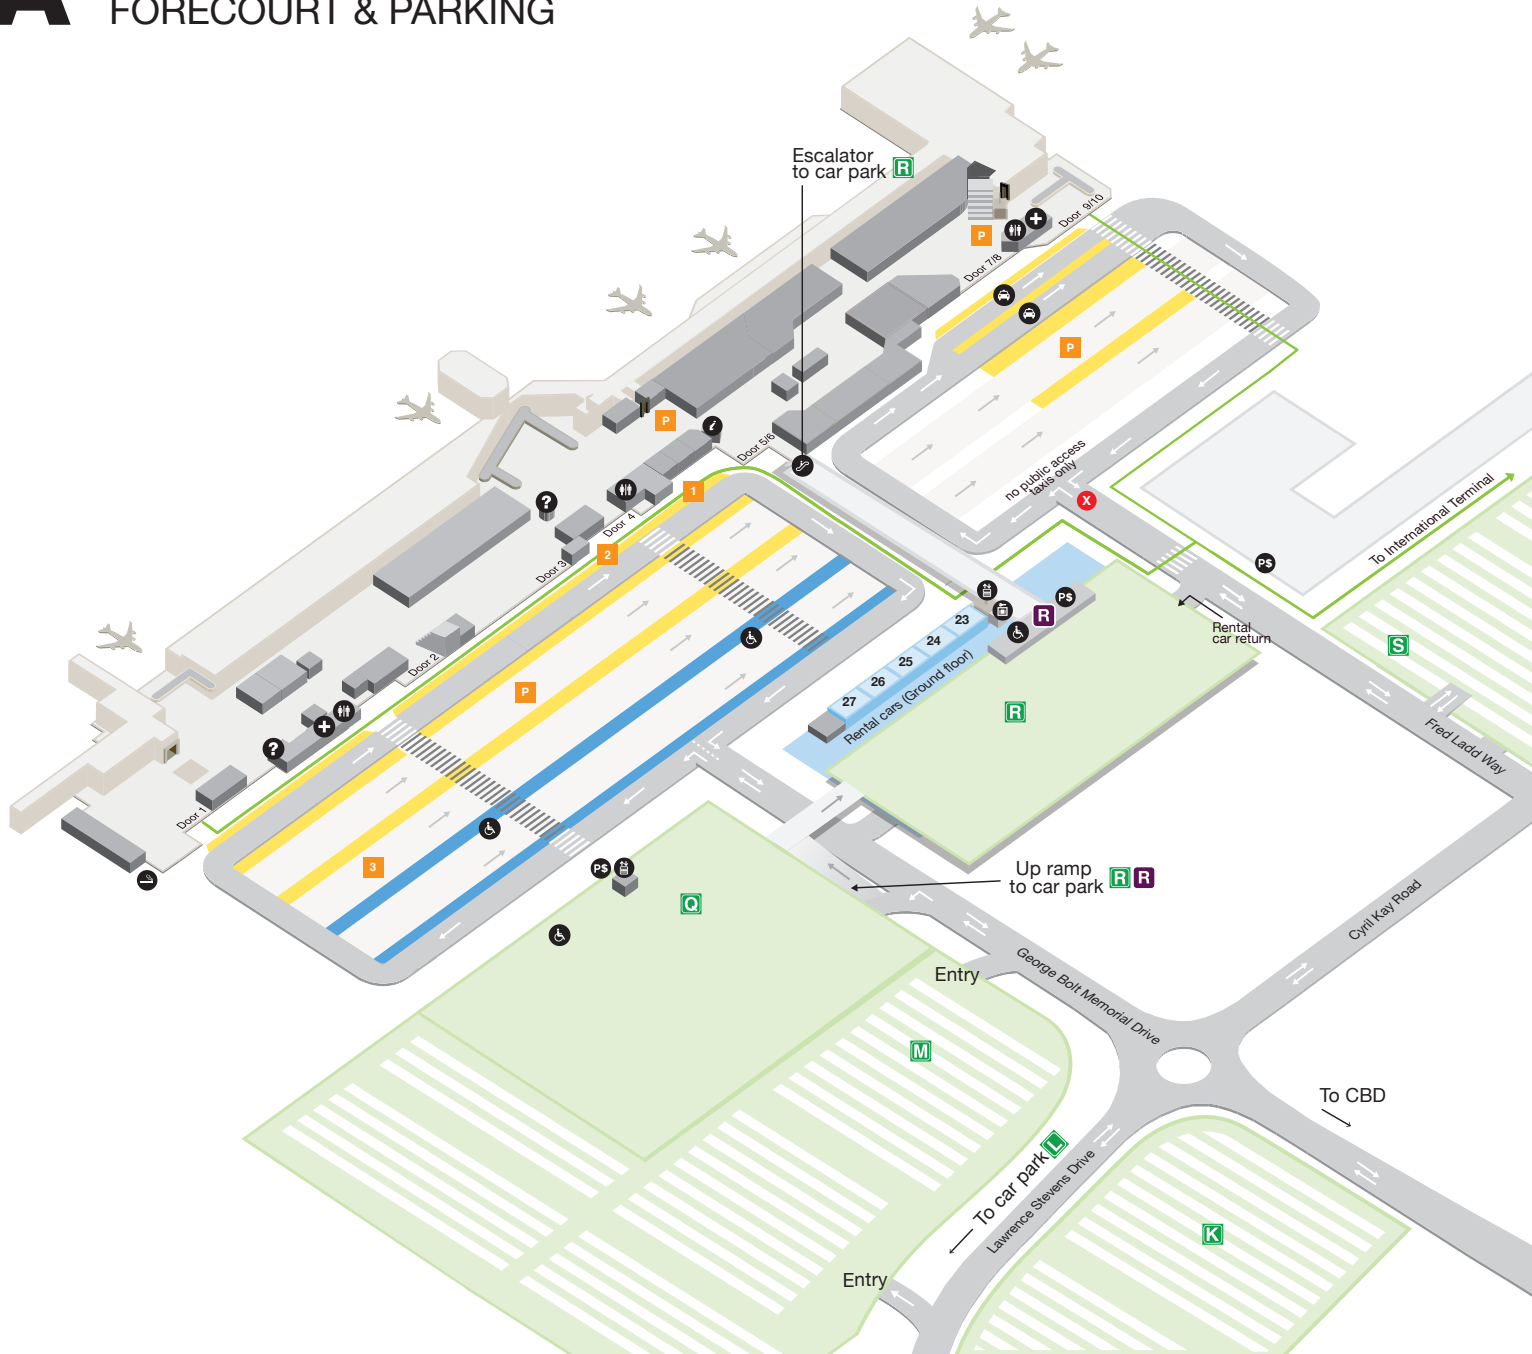 A
FORECOURT & PARKING
Escalator
to car park R
Door 9/10
P
Door 7/8
P
P
Door 5/6
i
1
?
Door 4
2
Door 3
no public access
taxis only
X
To International Terminal
P$
P$
R
Rental
car return
S
23
24
25
26
27
Rental cars (Ground floor)
R
Door 2
P
?
Door 1
3
Fred Ladd Way
P$
Q
Up ramp
to car park R R
Cyril Kay Road
Entry
George Bolt Memorial Drive
M
To CBD
To car park L
Lawrence Stevens Drive
K
Entry